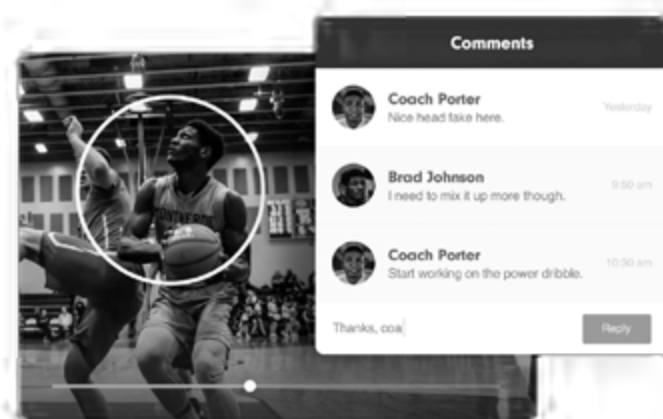 Comments
Coach Porter
Nice head fake here.
Yesterday
Brad Johnson
I need to mix it up more though.
9:50 am
Coach Porter
Start working on the power dribble.
10:30 am
Thanks, coa
Reply